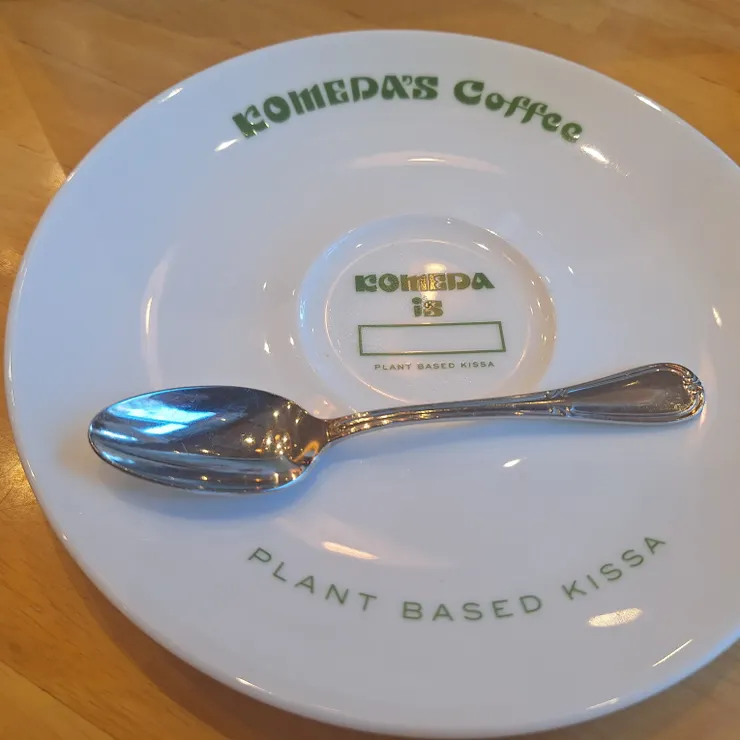 KOMEDA'S Coffee
KOMEDA
is
PLANT BASED KISSA
PLANT BASED KISSA